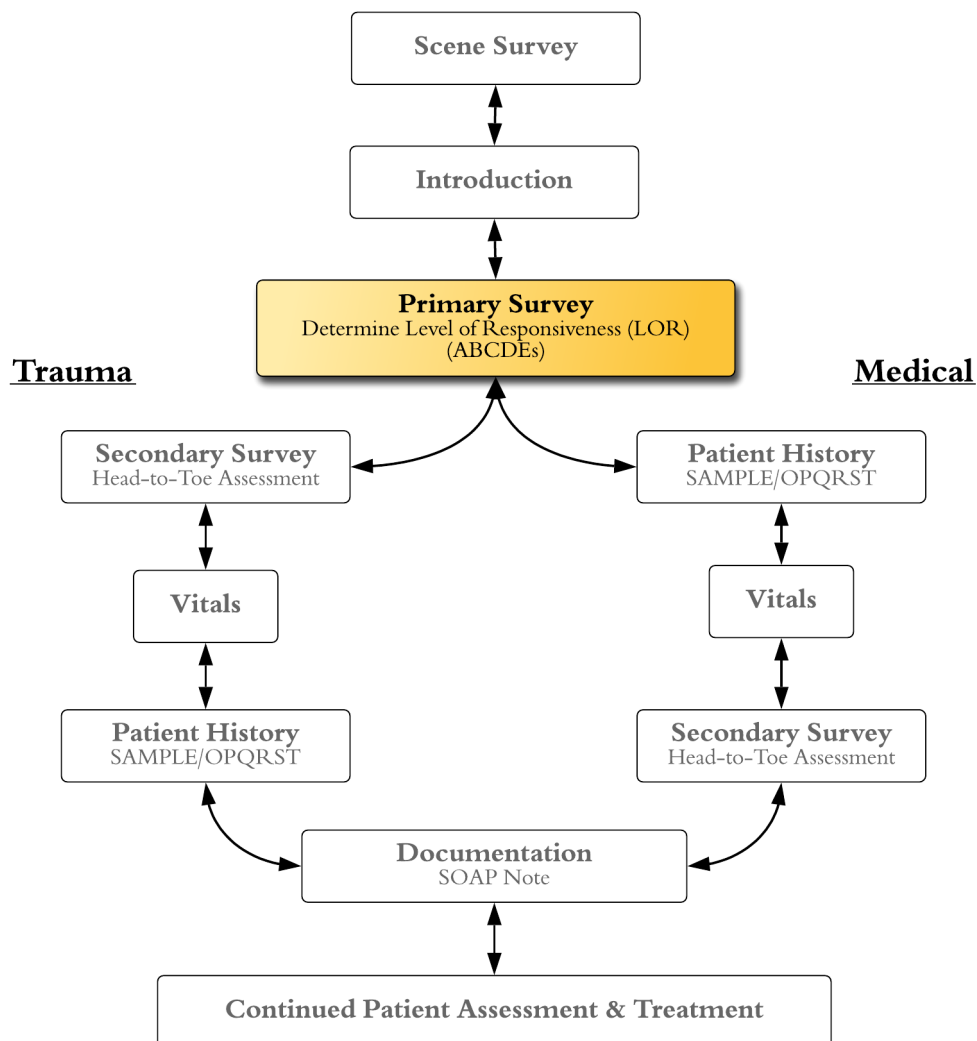 Scene Survey
Introduction
Primary Survey
Determine Level of Responsiveness (LOR)
(ABCDEs)
Trauma
Medical
Secondary Survey
Head-to-Toe Assessment
Vitals
Patient History
SAMPLE/OPQRST
Patient History
SAMPLE/OPQRST
Vitals
Secondary Survey
Head-to-Toe Assessment
Documentation
SOAP Note
Continued Patient Assessment & Treatment